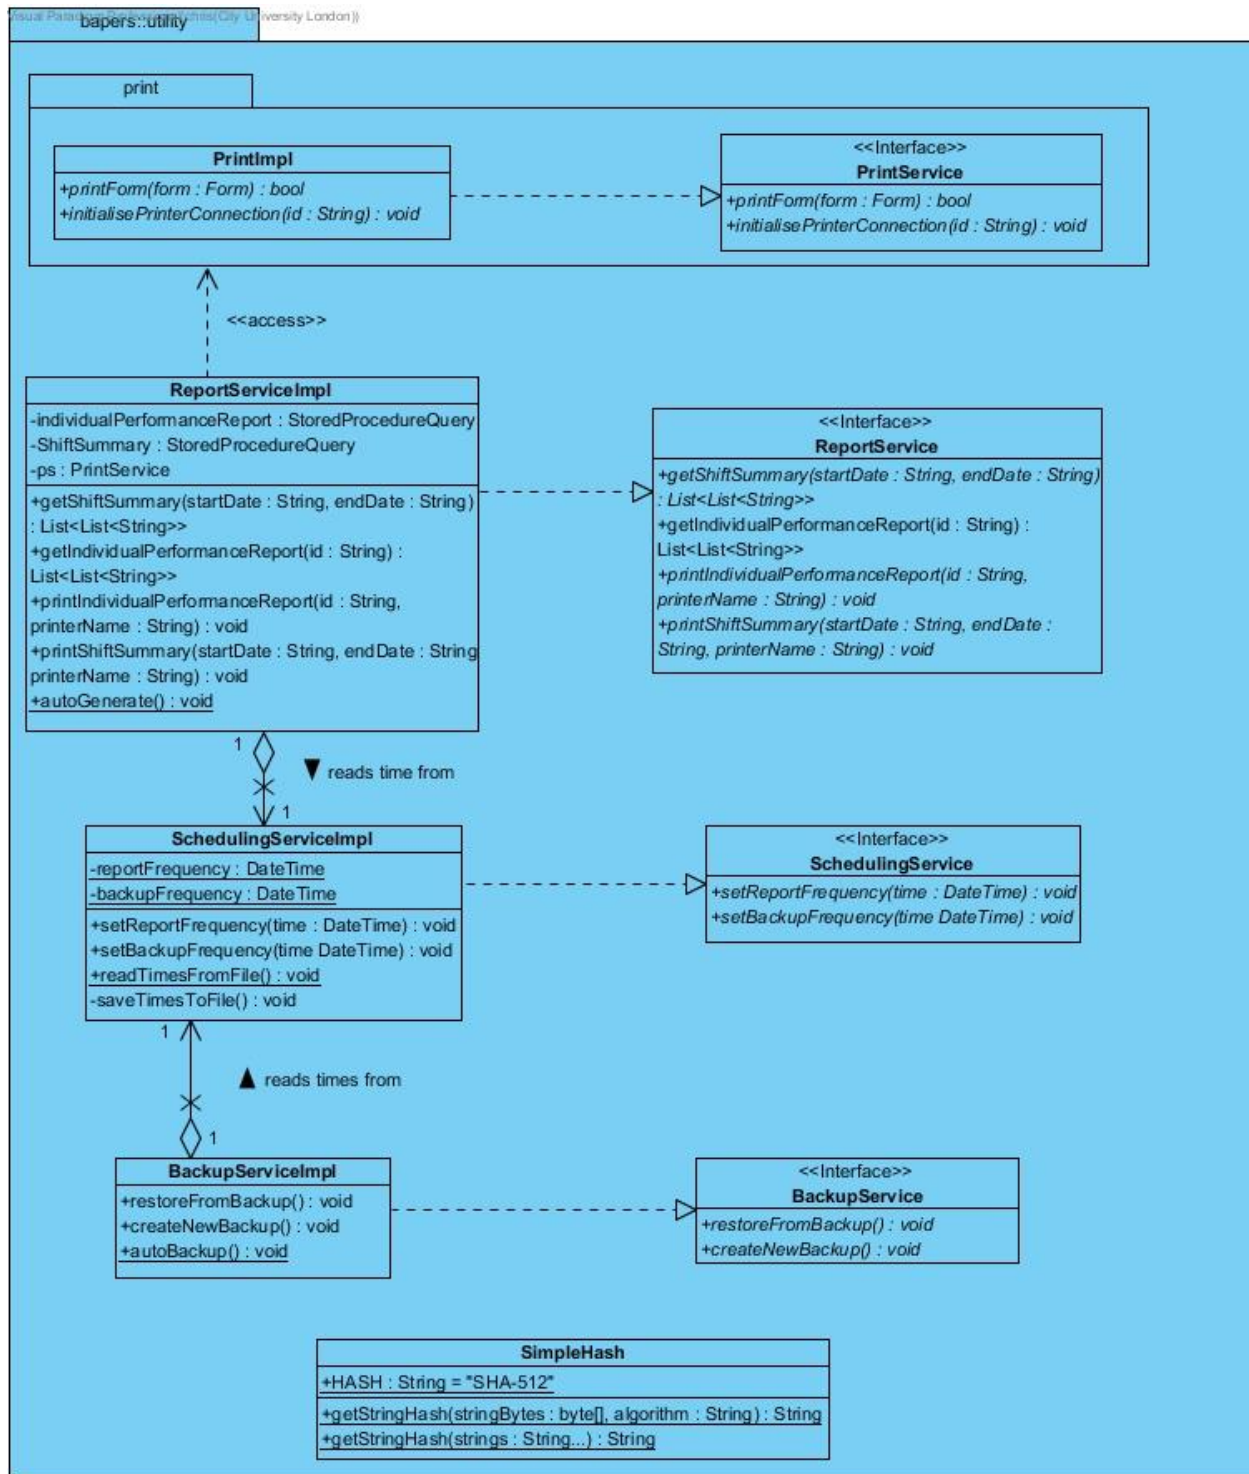 bapers::utility
print
PrintImpl
+printForm(form : Form) : bool
+initialisePrinterConnection(id : String) : void
<<Interface>>
PrintService
+printForm(form : Form) : bool
+initialisePrinterConnection(id : String) : void
<<access>>
ReportServiceImpl
-individualPerformanceReport : StoredProcedureQuery
-ShiftSummary : StoredProcedureQuery
-ps : PrintService
+getShiftSummary(startDate : String, endDate : String)
: List<List<String>>
+getIndividualPerformanceReport(id : String) :
List<List<String>>
+printIndividualPerformanceReport(id : String,
printerName : String) : void
+printShiftSummary(startDate : String, endDate : String
printerName : String) : void
+autoGenerate() : void
<<Interface>>
ReportService
+getShiftSummary(startDate : String, endDate : String)
: List<List<String>>
+getIndividualPerformanceReport(id : String) :
List<List<String>>
+printIndividualPerformanceReport(id : String,
printerName : String) : void
+printShiftSummary(startDate : String, endDate :
String, printerName : String) : void
1
reads time from
1
SchedulingServiceImpl
-reportFrequency : DateTime
-backupFrequency : DateTime
+setReportFrequency(time : DateTime) : void
+setBackupFrequency(time DateTime) : void
+readTimesFromFile() : void
-saveTimesToFile() : void
<<Interface>>
SchedulingService
+setReportFrequency(time : DateTime) : void
+setBackupFrequency(time DateTime) : void
1
reads times from
1
BackupServiceImpl
+restoreFromBackup() : void
+createNewBackup() : void
+autoBackup() : void
<<Interface>>
BackupService
+restoreFromBackup() : void
+createNewBackup() : void
SimpleHash
+HASH : String = "SHA-512"
+getStringHash(stringBytes : byte[], algorithm : String) : String
+getStringHash(strings : String...) : String